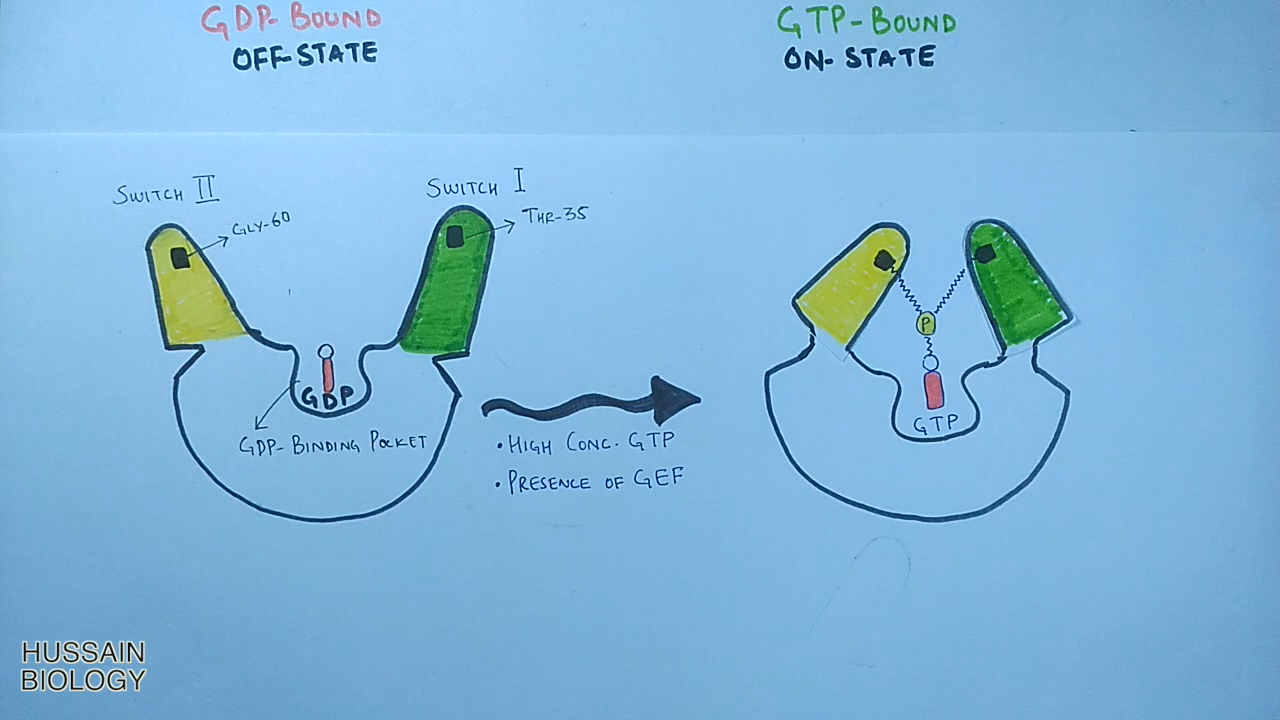 GDP-BOUND
OFF-STATE
GTP-BOUND
ON-STATE
SWITCH II
GLY-60
SWITCH I
THR-35
GDP
GDP-BINDING POCKET
• HIGH CONC. GTP
• PRESENCE OF GEF
P
GTP
HUSSAIN
BIOLOGY